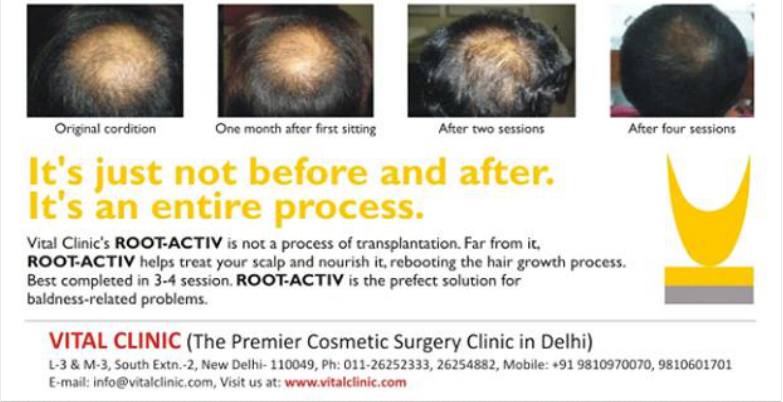 Original cordition
One month after first sitting
After two sessions
After four sessions
It's just not before and after.
It's an entire process.
Vital Clinic's ROOT-ACTIV is not a process of transplantation. Far from it,
ROOT-ACTIV helps treat your scalp and nourish it, rebooting the hair growth process.
Best completed in 3-4 session. ROOT-ACTIV is the prefect solution for
baldness-related problems.
VITAL CLINIC (The Premier Cosmetic Surgery Clinic in Delhi)
L-3 & M-3, South Extn.-2, New Delhi- 110049, Ph: 011-26252333, 26254882, Mobile: +91 9810970070, 9810601701
E-mail: info@vitalclinic.com, Visit us at: www.vitalclinic.com